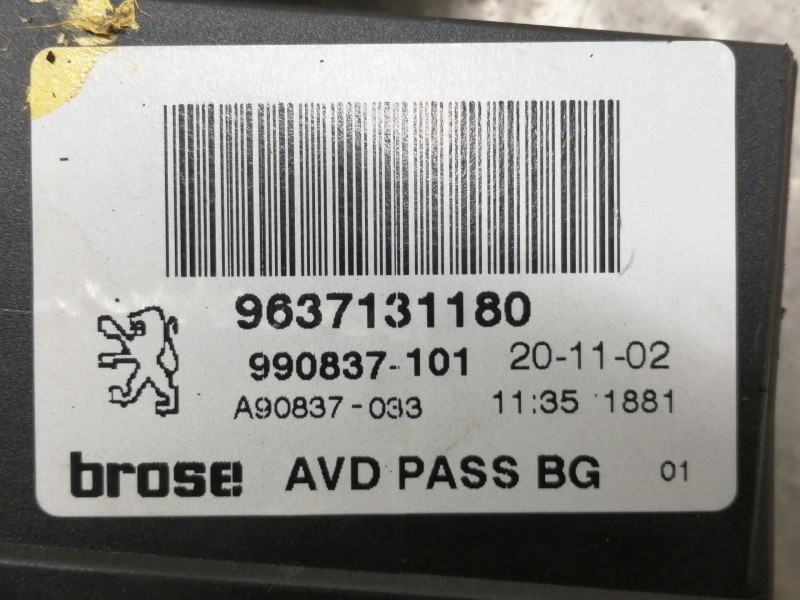 9637131180
990837-101 20-11-02
A90837-033 11:35 1881
brose AVD PASS BG 01